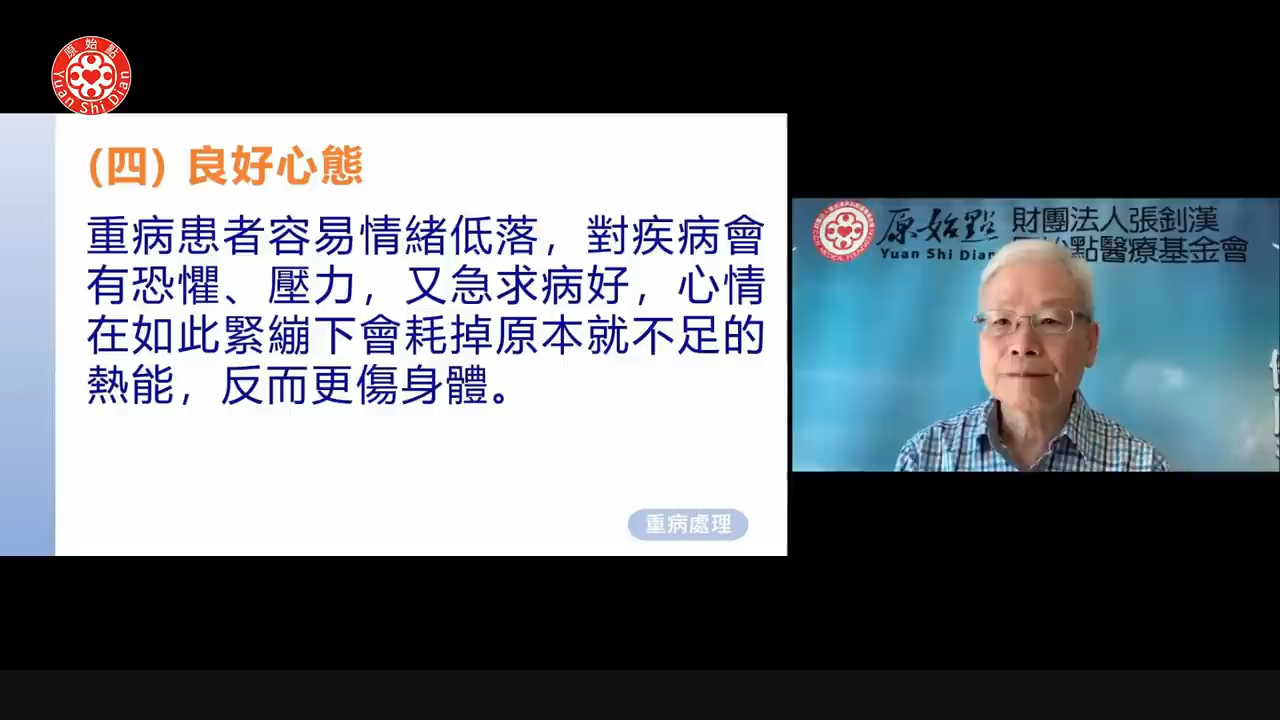 原始點
Yuan Shi Dian
(四) 良好心態
重病患者容易情緒低落，對疾病會
有恐懼、壓力，又急求病好，心情
在如此緊繃下會耗掉原本就不足的
熱能，反而更傷身體。
重病處理
原始點
Yuan Shi Dian
財團法人張釗漢
點醫療基金會